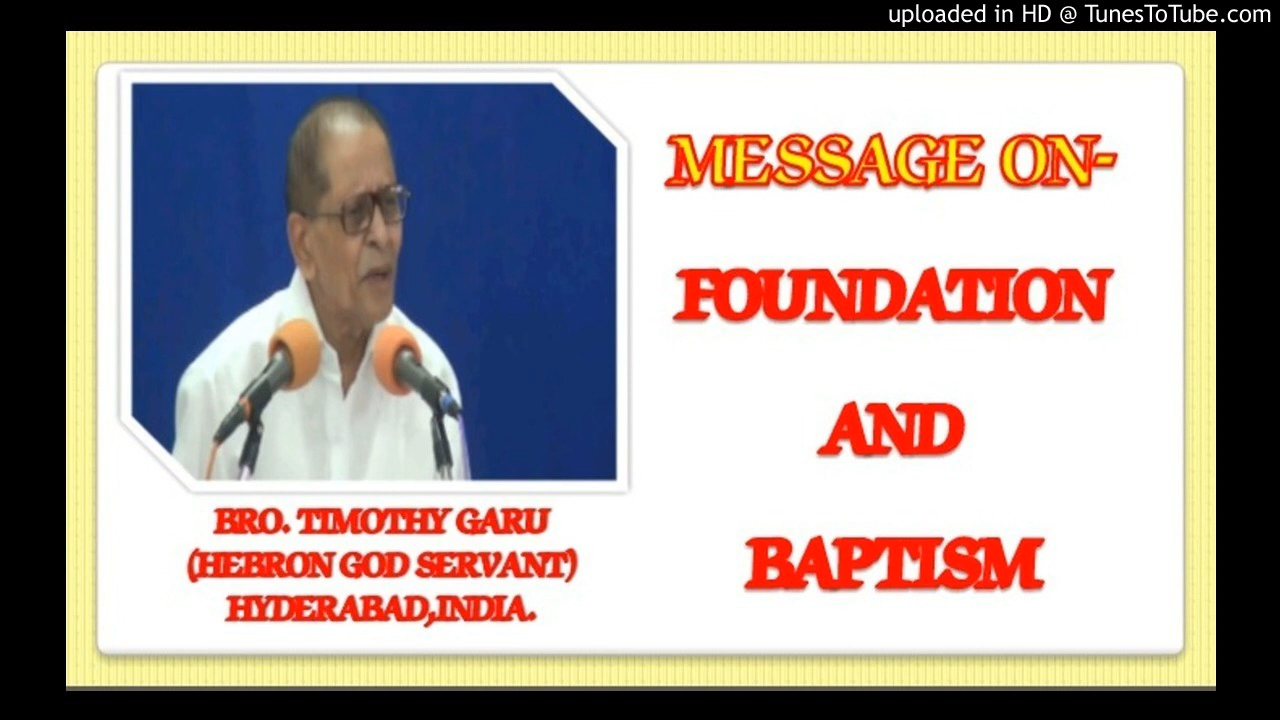 uploaded in HD @ TunesToTube.com
MESSAGE ON-
FOUNDATION
AND
BAPTISM
BRO. TIMOTHY GARU
(HEBRON GOD SERVANT)
HYDERABAD,INDIA.